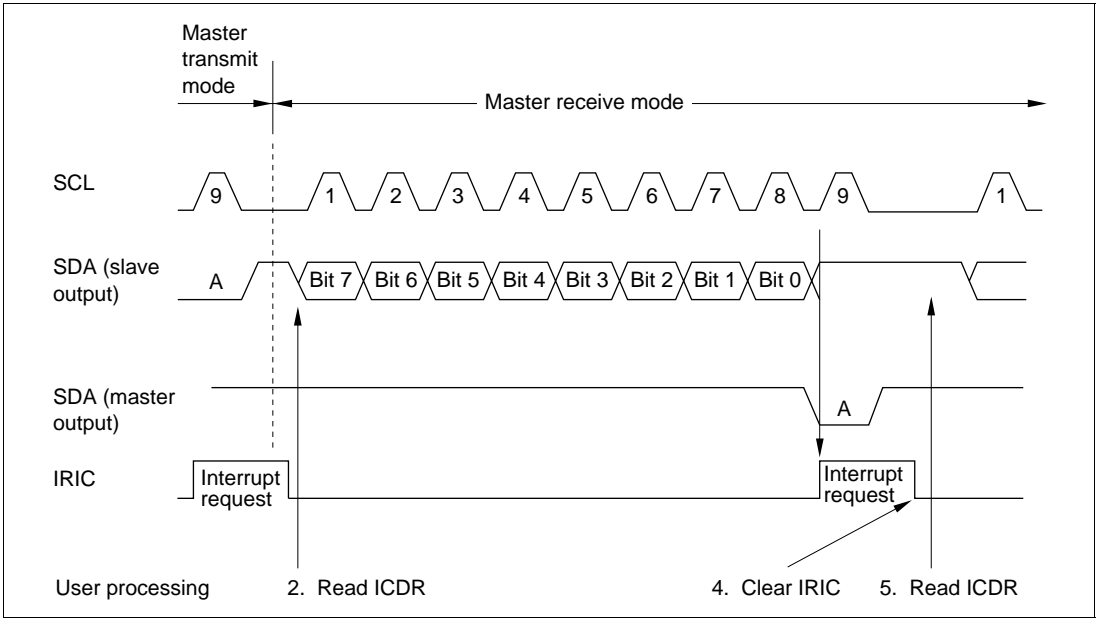 Master
transmit
mode
Master receive mode
SCL
9
1
2
3
4
5
6
7
8
9
1
SDA (slave
output)
A
Bit 7
Bit 6
Bit 5
Bit 4
Bit 3
Bit 2
Bit 1
Bit 0
SDA (master
output)
A
IRIC
Interrupt
request
Interrupt
request
User processing
2. Read ICDR
4. Clear IRIC
5. Read ICDR